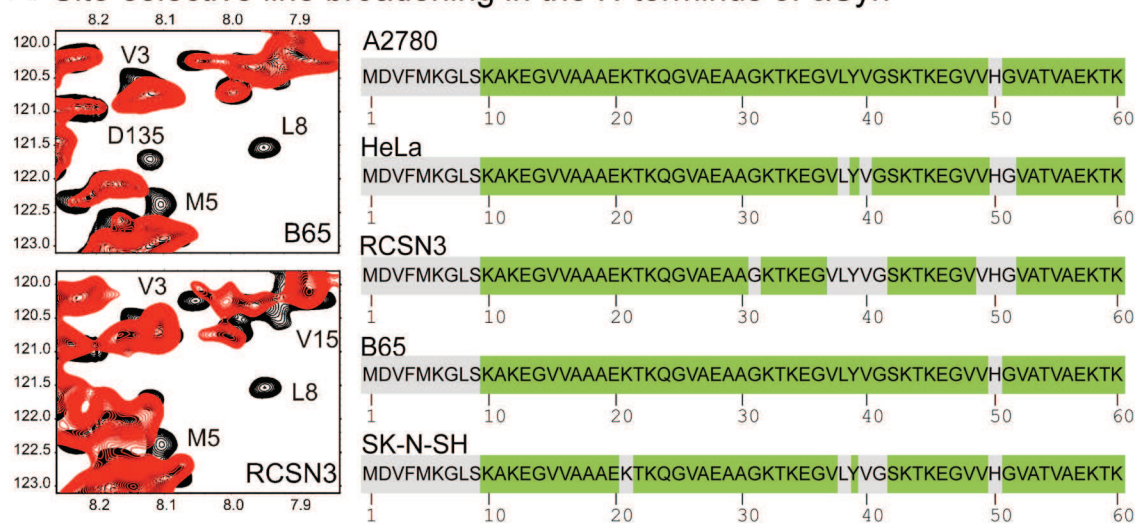 Site-selective line broadening in the N-terminus of αSyn
8.2 8.1 8.0 7.9
120.0
120.5
121.0
121.5
122.0
122.5
123.0
V3
D135
L8
M5
B65
120.0
120.5
121.0
121.5
122.0
122.5
123.0
V3
V15
L8
M5
RCSN3
8.2 8.1 8.0 7.9
A2780
MDVFMKGLSKAKEGVVAAAEKTKQGVAEAAGKTKEGVLYVGSKTKEGVVHGVATVAEKTK
1 10 20 30 40 50 60
HeLa
MDVFMKGLSKAKEGVVAAAEKTKQGVAEAAGKTKEGVLYVGSKTKEGVVHGVATVAEKTK
1 10 20 30 40 50 60
RCSN3
MDVFMKGLSKAKEGVVAAAEKTKQGVAEAAGKTKEGVLYVGSKTKEGVVHGVATVAEKTK
1 10 20 30 40 50 60
B65
MDVFMKGLSKAKEGVVAAAEKTKQGVAEAAGKTKEGVLYVGSKTKEGVVHGVATVAEKTK
1 10 20 30 40 50 60
SK-N-SH
MDVFMKGLSKAKEGVVAAAEKTKQGVAEAAGKTKEGVLYVGSKTKEGVVHGVATVAEKTK
1 10 20 30 40 50 60